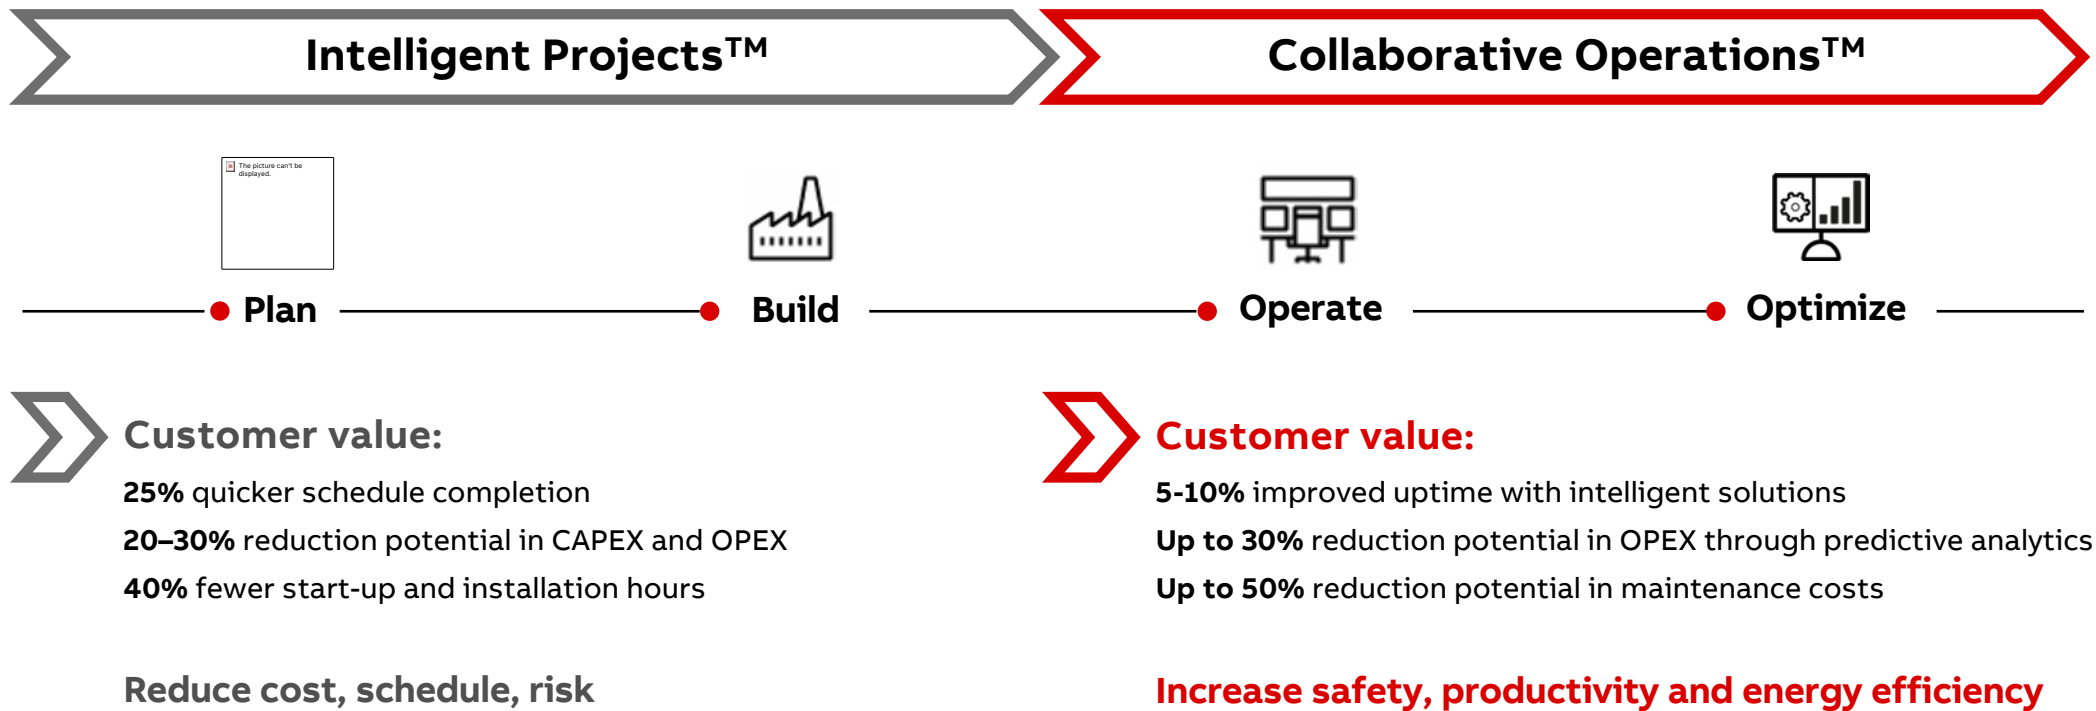 Intelligent Projects™
Collaborative Operations™
The picture can't be
displayed.
Plan
Build
Operate
Optimize
Customer value:
25% quicker schedule completion
20–30% reduction potential in CAPEX and OPEX
40% fewer start-up and installation hours
Reduce cost, schedule, risk
Customer value:
5-10% improved uptime with intelligent solutions
Up to 30% reduction potential in OPEX through predictive analytics
Up to 50% reduction potential in maintenance costs
Increase safety, productivity and energy efficiency